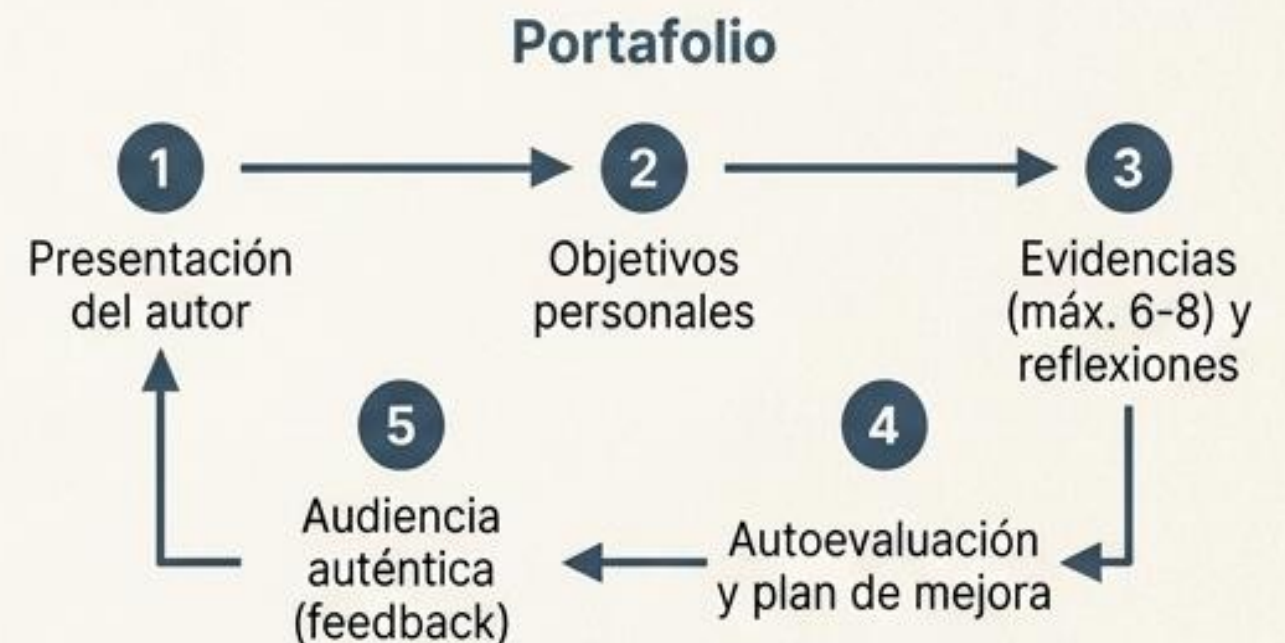 Portafolio
1
Presentación
del autor
2
Objetivos
personales
3
Evidencias
(máx. 6-8) y
reflexiones
4
Autoevaluación
y plan de mejora
5
Audiencia
auténtica
(feedback)